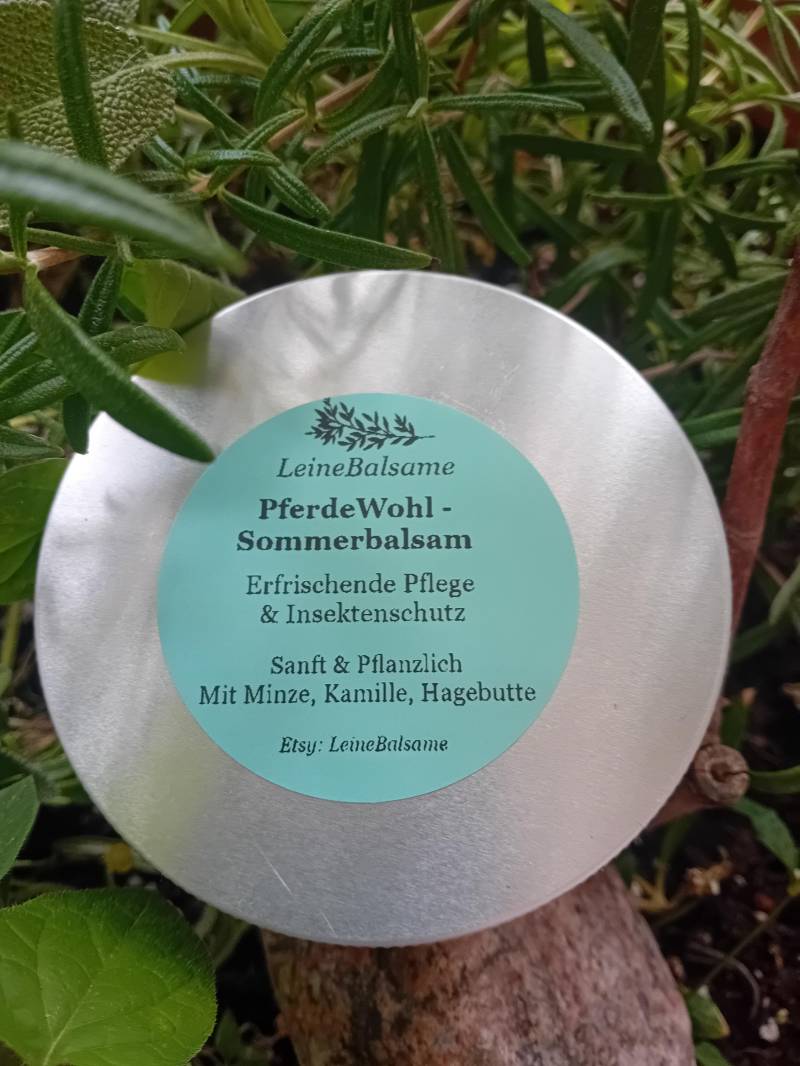 LeineBalsame
PferdeWohl -
Sommerbalsam
Erfrischende Pflege
& Insektenschutz
Sanft & Pflanzlich
Mit Minze, Kamille, Hagebutte
Etsy: LeineBalsame